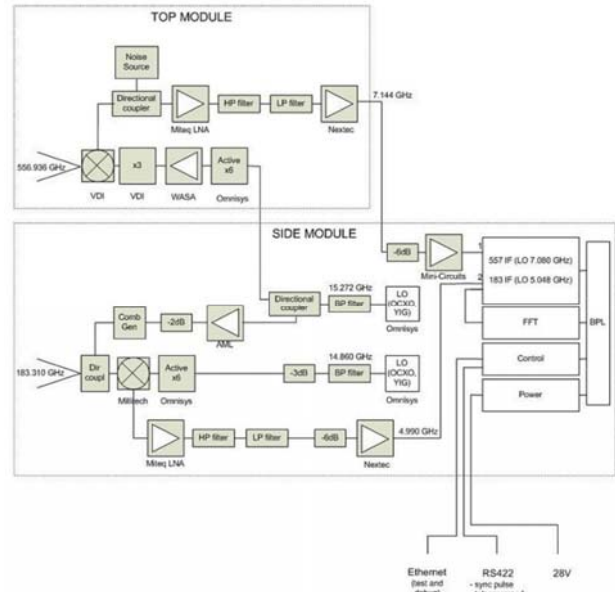 TOP MODULE
Noise
Source
Directional
coupler
Miteq LNA
HP filter
LP filter
Nextec
7.144 GHz
556.936 GHz
VDI
x3
VDI
WASA
Active
x6
Omnisys
SIDE MODULE
-6dB
Mini-Circuits
1
2
557 IF (LO 7.080 GHz)
183 IF (LO 5.048 GHz)
FFT
Control
Power
BPL
15.272 GHz
Directional
coupler
BP filter
LO
(OCXO,
YIG)
Omnisys
Comb
Gen
-2dB
AML
183.310 GHz
Dir
coupl
Millitech
Active
x6
Omnisys
14.860 GHz
-3dB
BP filter
LO
(OCXO,
YIG)
Omnisys
Miteq LNA
HP filter
LP filter
-6dB
Nextec
4.990 GHz
Ethernet
(test and
RS422
- sync pulse
28V